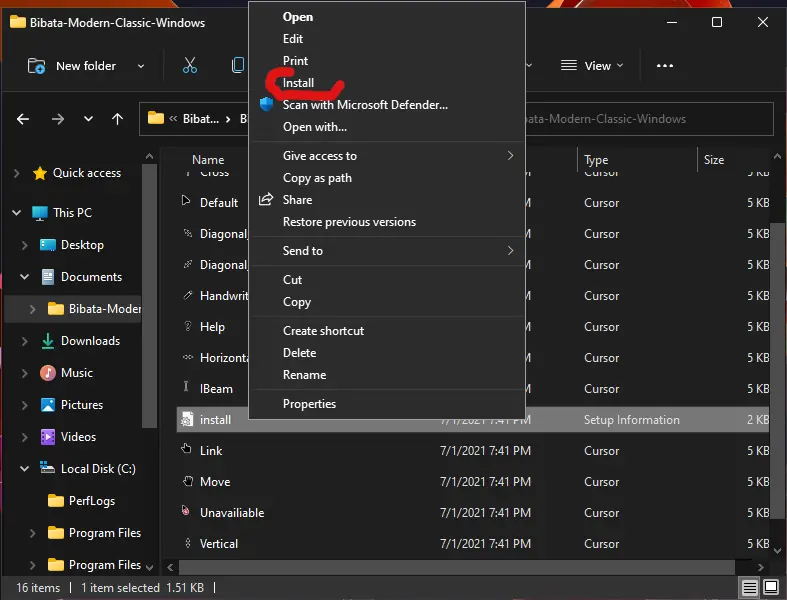 Bibata-Modern-Classic-Windows
New folder
View
Bibat...
B
bata-Modern-Classic-Windows
Open
Edit
Print
Install
Scan with Microsoft Defender...
Open with...
Give access to
Copy as path
Share
Restore previous versions
Send to
Cut
Copy
Create shortcut
Delete
Rename
Properties
Quick access
This PC
Desktop
Documents
Bibata-Moder
Downloads
Music
Pictures
Videos
Local Disk (C:)
PerfLogs
Program Files
Program Files
Name Type Size
Cross Cursor 5 KB
Default M Cursor 5 KB
Diagonal M Cursor 5 KB
Diagonal M Cursor 5 KB
Handwrit M Cursor 5 KB
Help M Cursor 5 KB
Horizonta M Cursor 5 KB
IBeam M Cursor 5 KB
install 7/1/2021 7:41 PM Setup Information 2 KB
Link 7/1/2021 7:41 PM Cursor 5 KB
Move 7/1/2021 7:41 PM Cursor 5 KB
Unavailiable 7/1/2021 7:41 PM Cursor 5 KB
Vertical 7/1/2021 7:41 PM Cursor 5 KB
16 items 1 item selected 1.51 KB